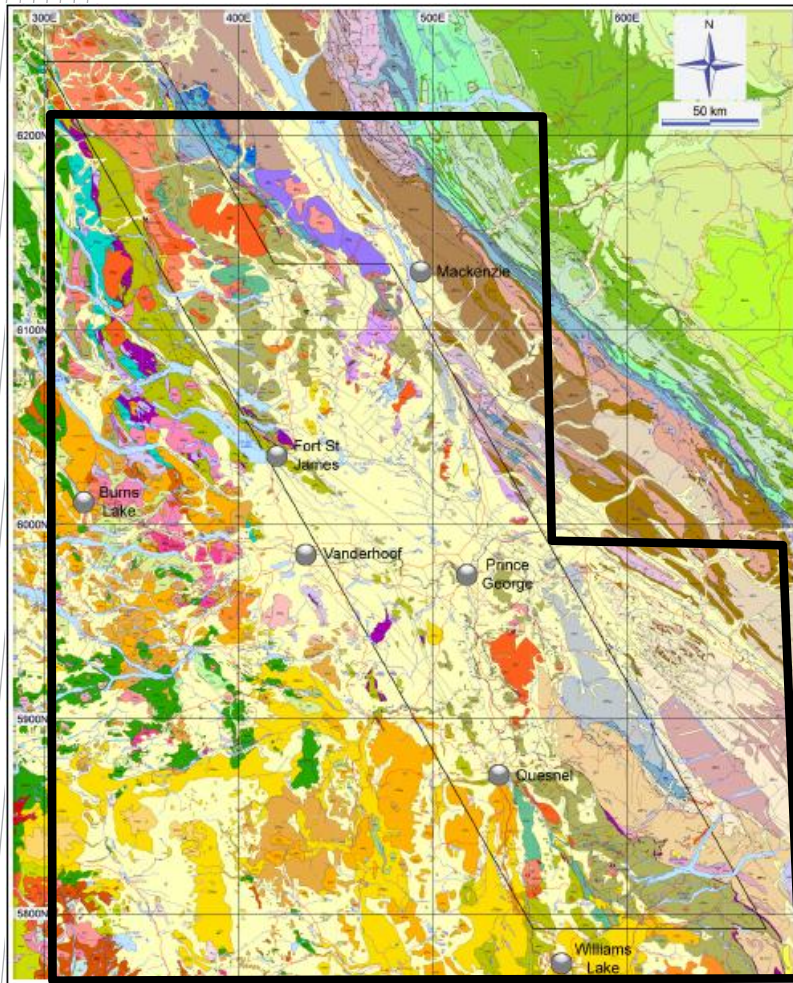 300E
400E
500E
600E
N
50 km
6200N
Mackenzie
6100N
Fort St
James
Burns
Lake
6000N
Vanderhoof
Prince
George
5900N
Quesnel
5800N
Williams
Lake